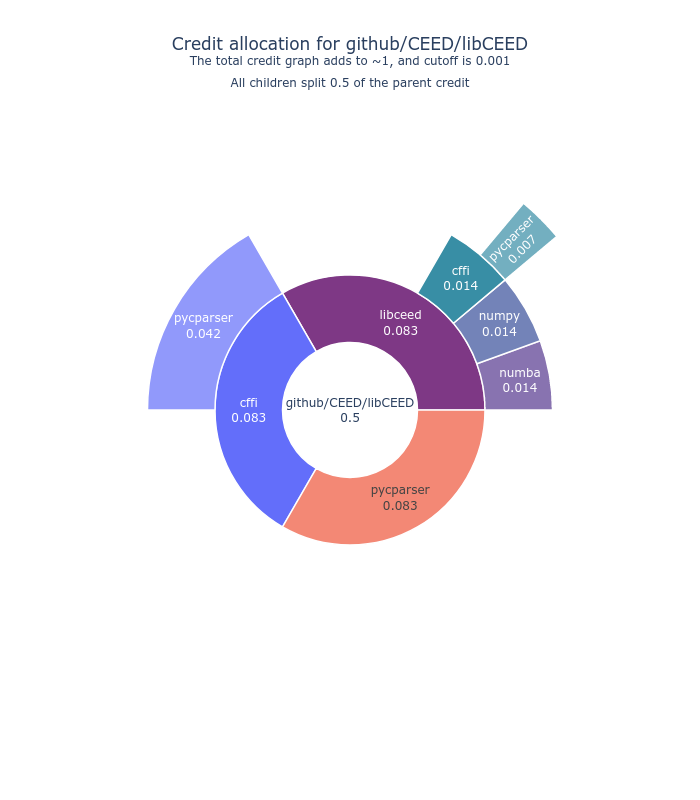 Credit allocation for github/CEED/libCEED
The total credit graph adds to ~1, and cutoff is 0.001
All children split 0.5 of the parent credit
pycparser
0.007
cffi
0.014
pycparser
0.042
libceed
0.083
numpy
0.014
numba
0.014
cffi
0.083
github/CEED/libCEED
0.5
pycparser
0.083